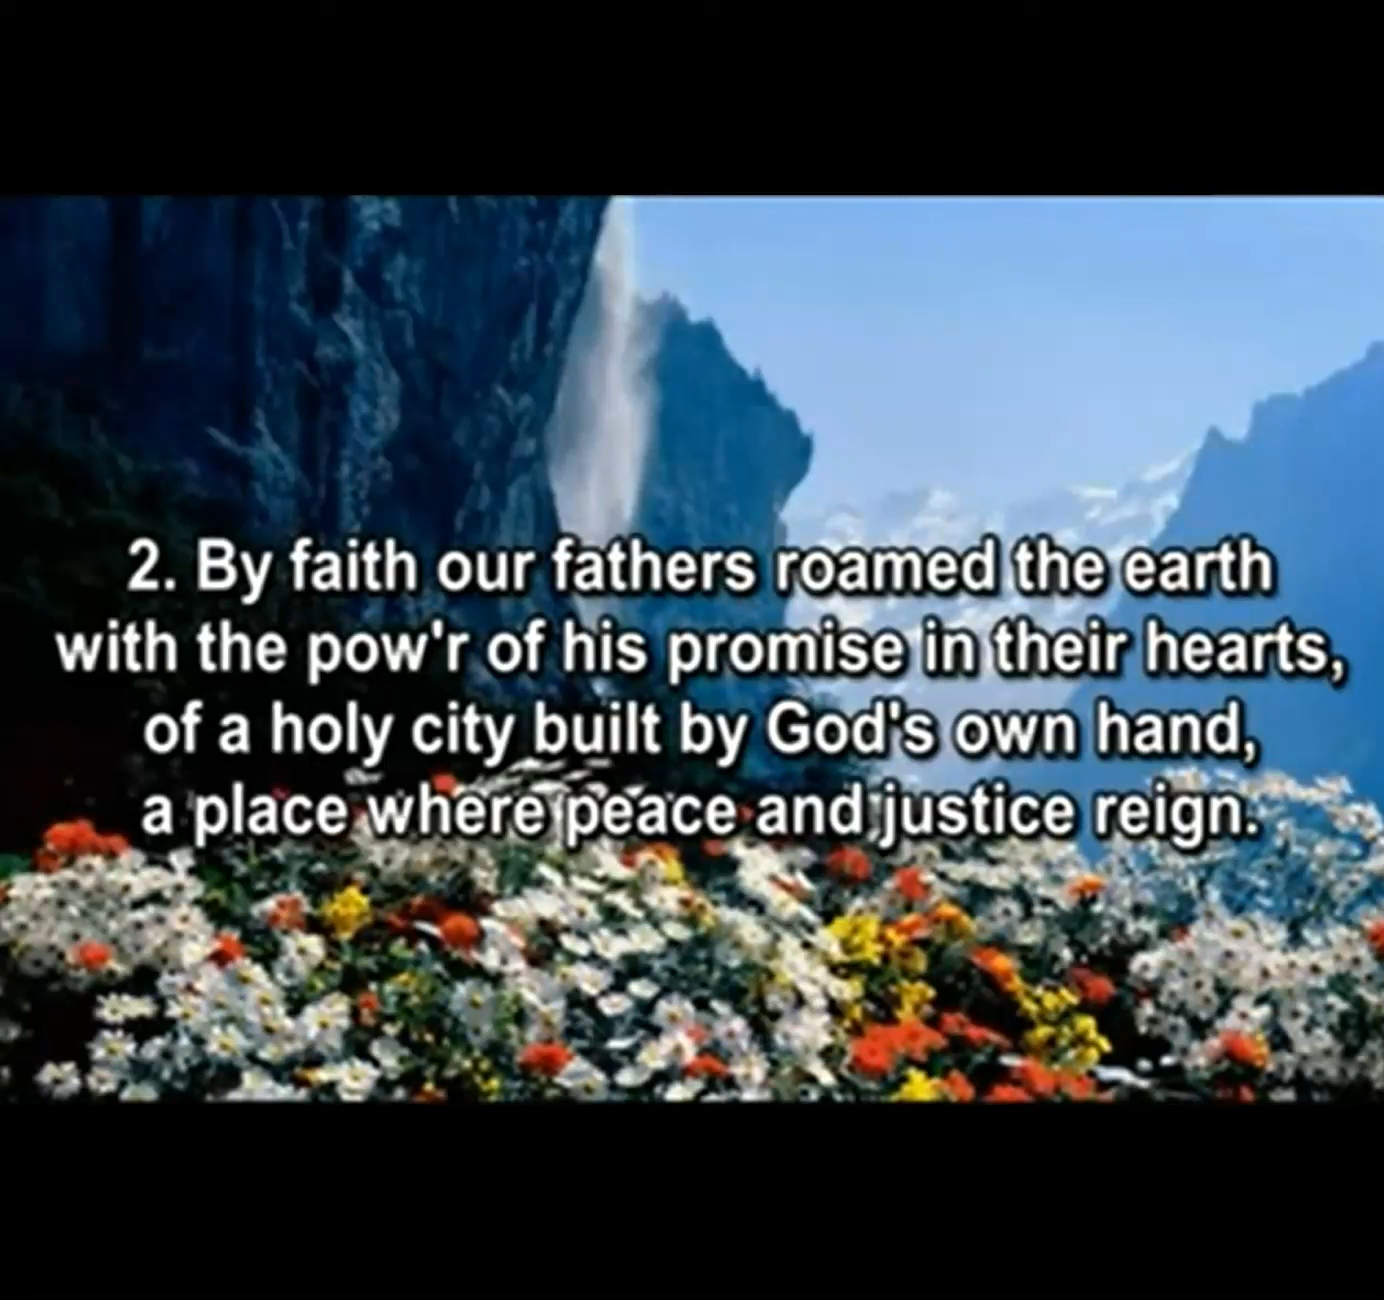 2. By faith our fathers roamed the earth
with the pow'r of his promise in their hearts,
of a holy city built by God's own hand,
a place where peace and justice reign.